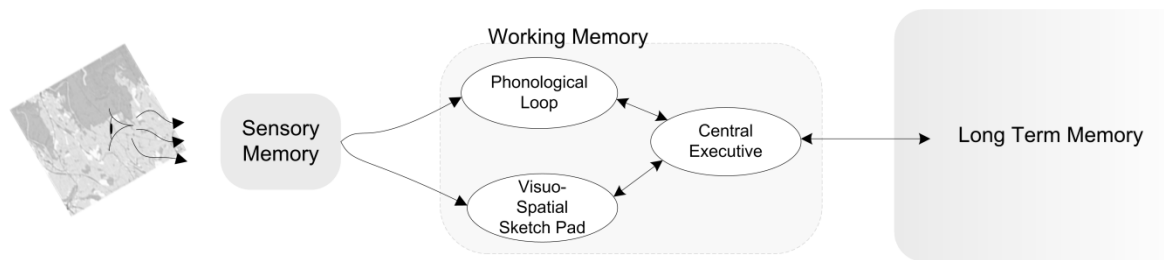 Working Memory
Sensory
Memory
Phonological
Loop
Visuo-
Spatial
Sketch Pad
Central
Executive
Long Term Memory